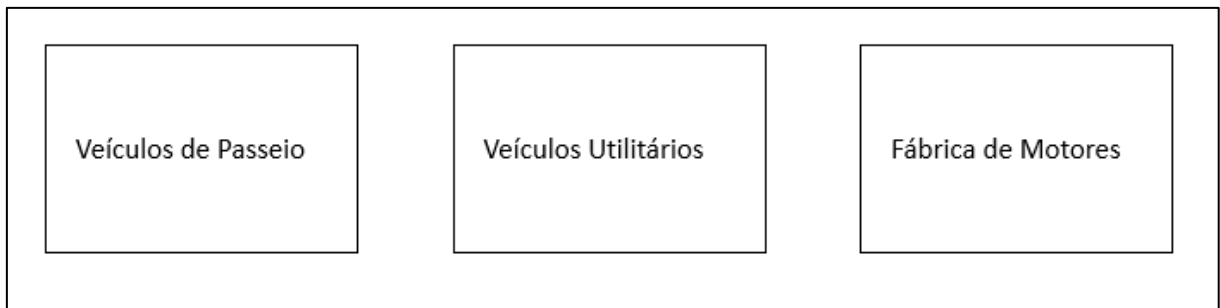 Veículos de Passeio
Veículos Utilitários
Fábrica de Motores